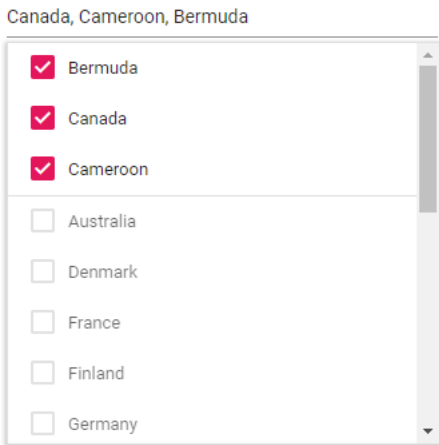 Canada, Cameroon, Bermuda
Bermuda
Canada
Cameroon
Australia
Denmark
France
Finland
Germany